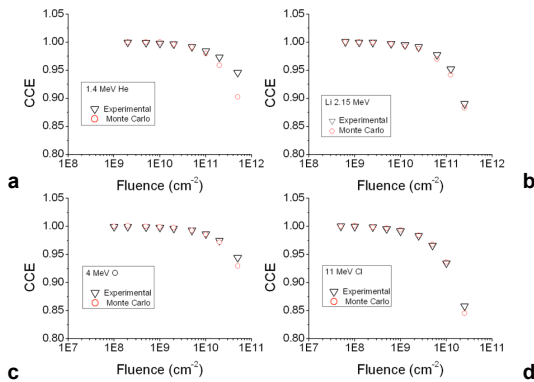 1.05
1.00
0.95
0.90
0.85
0.80
CCE
1.4 MeV He
Experimental
Monte Carlo
1E8 1E9 1E10 1E11 1E12
Fluence (cm-2)
a
1.05
1.00
0.95
0.90
0.85
0.80
CCE
Li 2.15 MeV
Experimental
Monte Carlo
1E8 1E9 1E10 1E11 1E12
Fluence (cm-2)
b
1.05
1.00
0.95
0.90
0.85
0.80
CCE
4 MeV O
Experimental
Monte Carlo
1E7 1E8 1E9 1E10 1E11
Fluence (cm-2)
c
1.05
1.00
0.95
0.90
0.85
0.80
CCE
11 MeV Cl
Experimental
Monte Carlo
1E7 1E8 1E9 1E10 1E11
Fluence (cm-2)
d